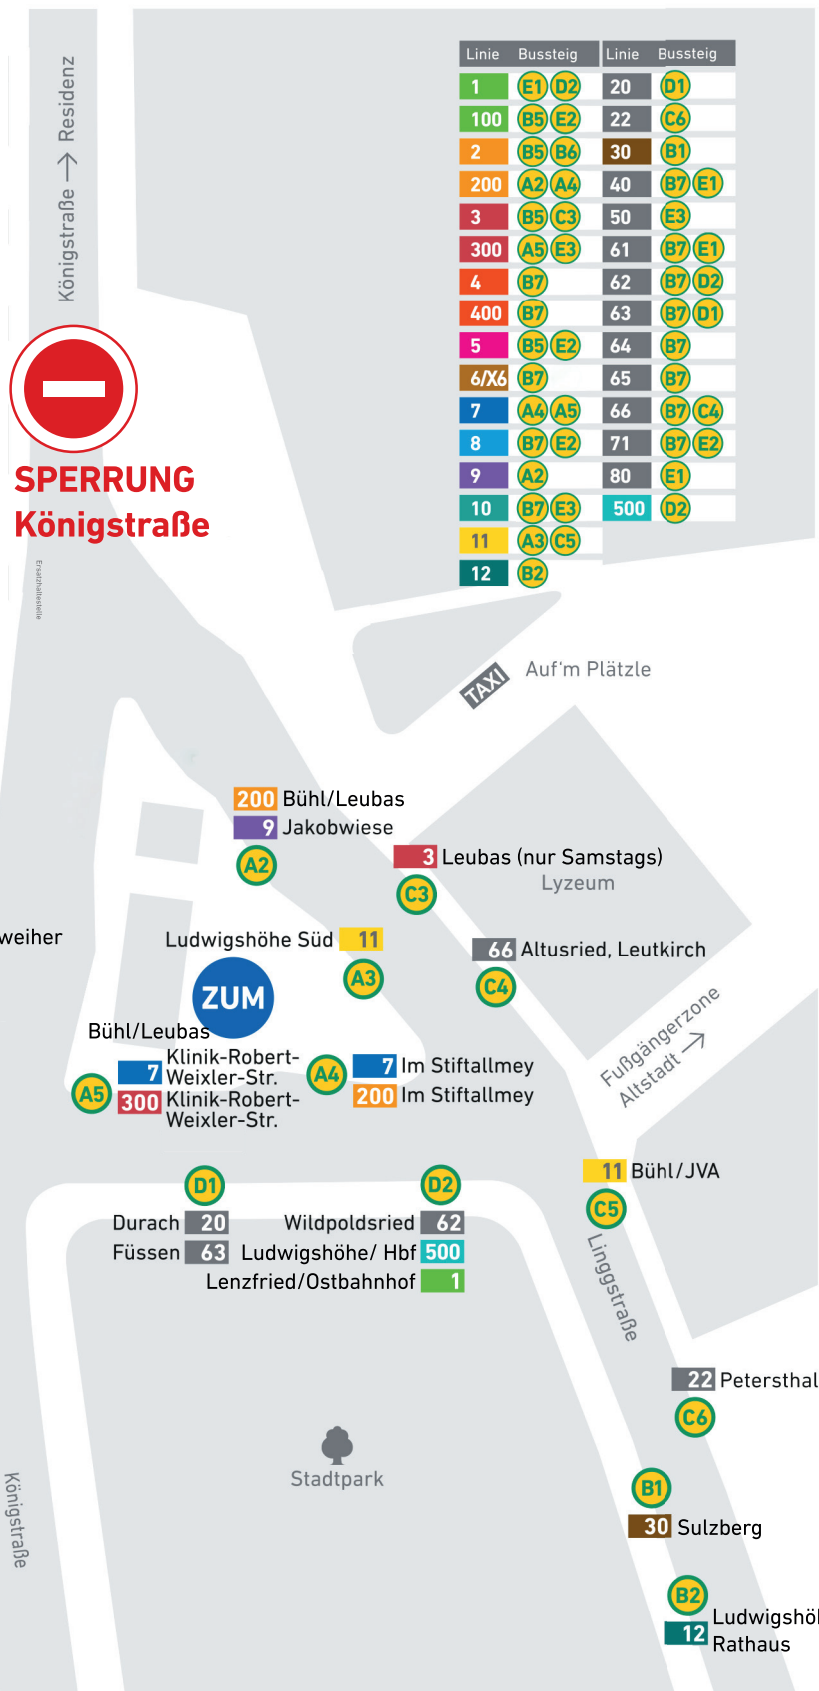 Königstraße → Residenz
Linie Bussteig Linie Bussteig
1 E1 D2 20 D1
100 B5 E2 22 C6
2 B5 B6 30 B1
200 A2 A4 40 B7 E1
3 B5 C3 50 E3
300 A5 E3 61 B7 E1
4 B7 62 B7 D2
400 B7 63 B7 D1
5 B5 E2 64 B7
6/X6 B7 65 B7
7 A4 A5 66 B7 C4
8 B7 E2 71 B7 E2
9 A2 80 E1
10 B7 E3 500 D2
11 A3 C5
12 B2
SPERRUNG
Königstraße
Ersatzhaltestelle
TAXI Auf'm Plätzle
200 Bühl/Leubas
9 Jakobwiese
A2
3 Leubas (nur Samstags)
C3
Lyzeum
weiher
Ludwigshöhe Süd 11
A3
66 Altusried, Leutkirch
C4
ZUM
Fußgängerzone
Altstadt →
Bühl/Leubas
7 Klinik-Robert-
Weixler-Str.
A5
300 Klinik-Robert-
Weixler-Str.
A4
7 Im Stiftallmey
200 Im Stiftallmey
D1
Durach 20
Füssen 63
D2
Wildpoldsried 62
Ludwigshöhe/ Hbf 500
Lenzfried/Ostbahnhof 1
11 Bühl/JVA
C5
Linggstraße
22 Petersthal
C6
Stadtpark
Königstraße
B1
30 Sulzberg
B2
12 Ludwigshöh
Rathaus